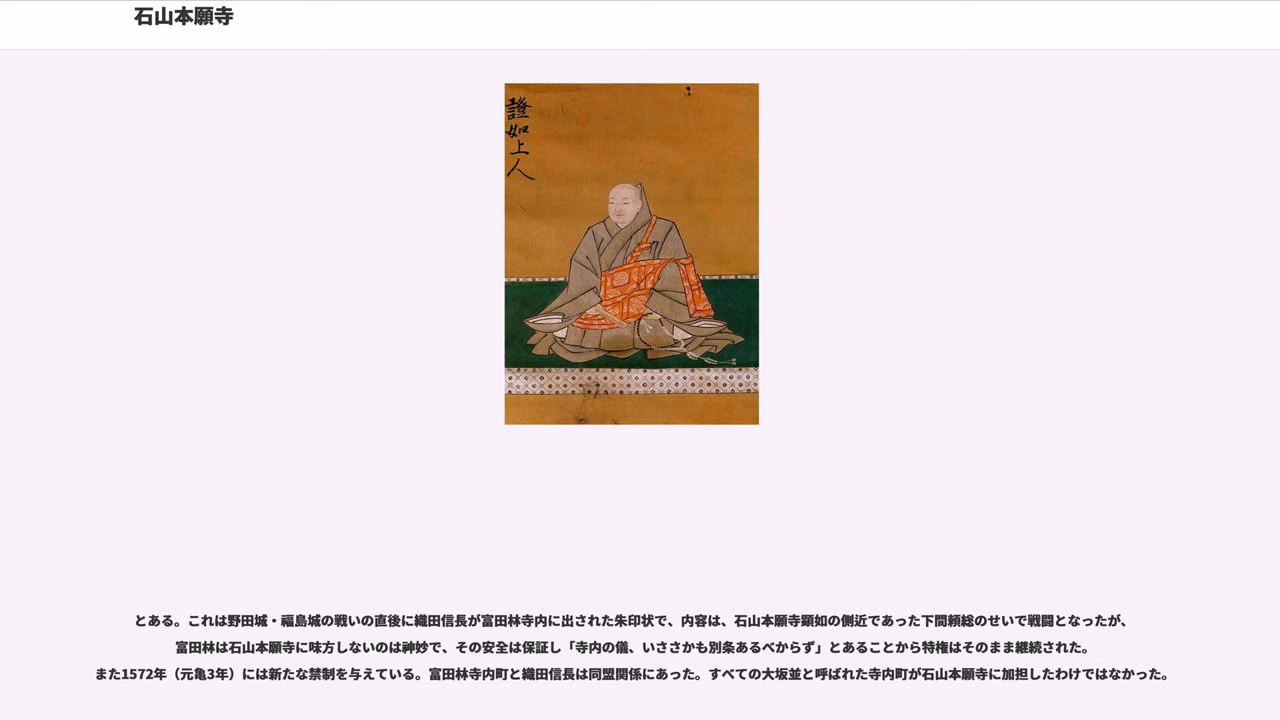 石山本願寺
證如上人
とある。これは野田城・福島城の戦いの直後に織田信長が富田林寺内に出された朱印状で、内容は、石山本願寺顕如の側近であった下間頼総のせいで戦闘となったが、
富田林は石山本願寺に味方しないのは神妙で、その安全は保証し「寺内の儀、いささかも別条あるべからず」とあることから特権はそのまま継続された。
また1572年（元亀3年）には新たな禁制を与えている。富田林寺内町と織田信長は同盟関係にあった。すべての大坂並と呼ばれた寺内町が石山本願寺に加担したわけではなかった。